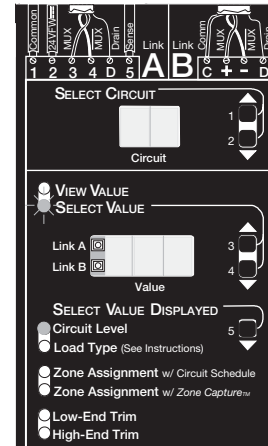 Common
24VFW
MUX
MUX
Drain
Sense
Link
Link
Comm
MUX
MUX
Drain
1 2 3 4 D 5 A B C + - D
SELECT CIRCUIT
1
2
Circuit
VIEW VALUE
SELECT VALUE
Link A
3
Link B
4
Value
SELECT VALUE DISPLAYED
Circuit Level
5
Load Type (See Instructions)
Zone Assignment w/ Circuit Schedule
Zone Assignment w/ Zone Capture™
Low-End Trim
High-End Trim